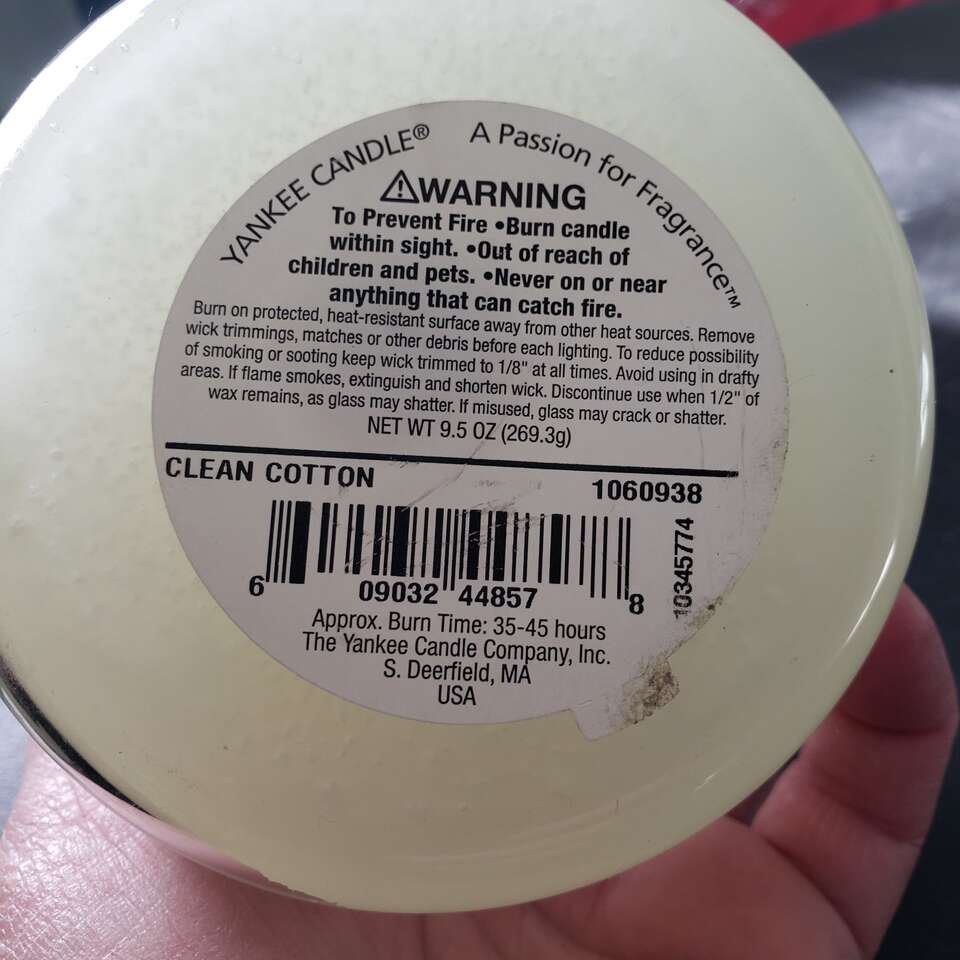 YANKEE CANDLE® A Passion for Fragrance™
⚠WARNING
To Prevent Fire •Burn candle
within sight. •Out of reach of
children and pets. •Never on or near
anything that can catch fire.
Burn on protected, heat-resistant surface away from other heat sources. Remove
wick trimmings, matches or other debris before each lighting. To reduce possibility
of smoking or sooting keep wick trimmed to 1/8" at all times. Avoid using in drafty
areas. If flame smokes, extinguish and shorten wick. Discontinue use when 1/2" of
wax remains, as glass may shatter. If misused, glass may crack or shatter.
NET WT 9.5 OZ (269.3g)
CLEAN COTTON 1060938
10345774
6 09032 44857 8
Approx. Burn Time: 35-45 hours
The Yankee Candle Company, Inc.
S. Deerfield, MA
USA